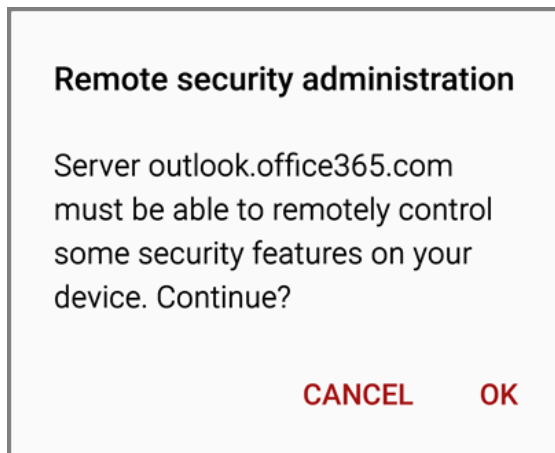 Remote security administration
Server outlook.office365.com
must be able to remotely control
some security features on your
device. Continue?
CANCEL OK